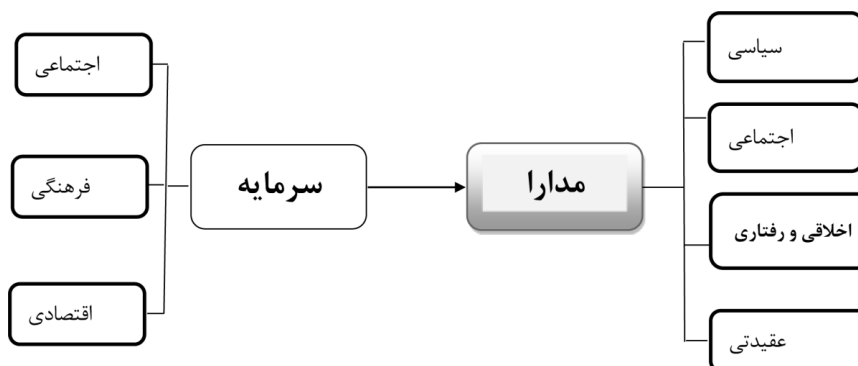 سیاسی
اجتماعی
اخلاقی و رفتاری
عقیدتی
مدارا
سرمایه
اجتماعی
فرهنگی
اقتصادی